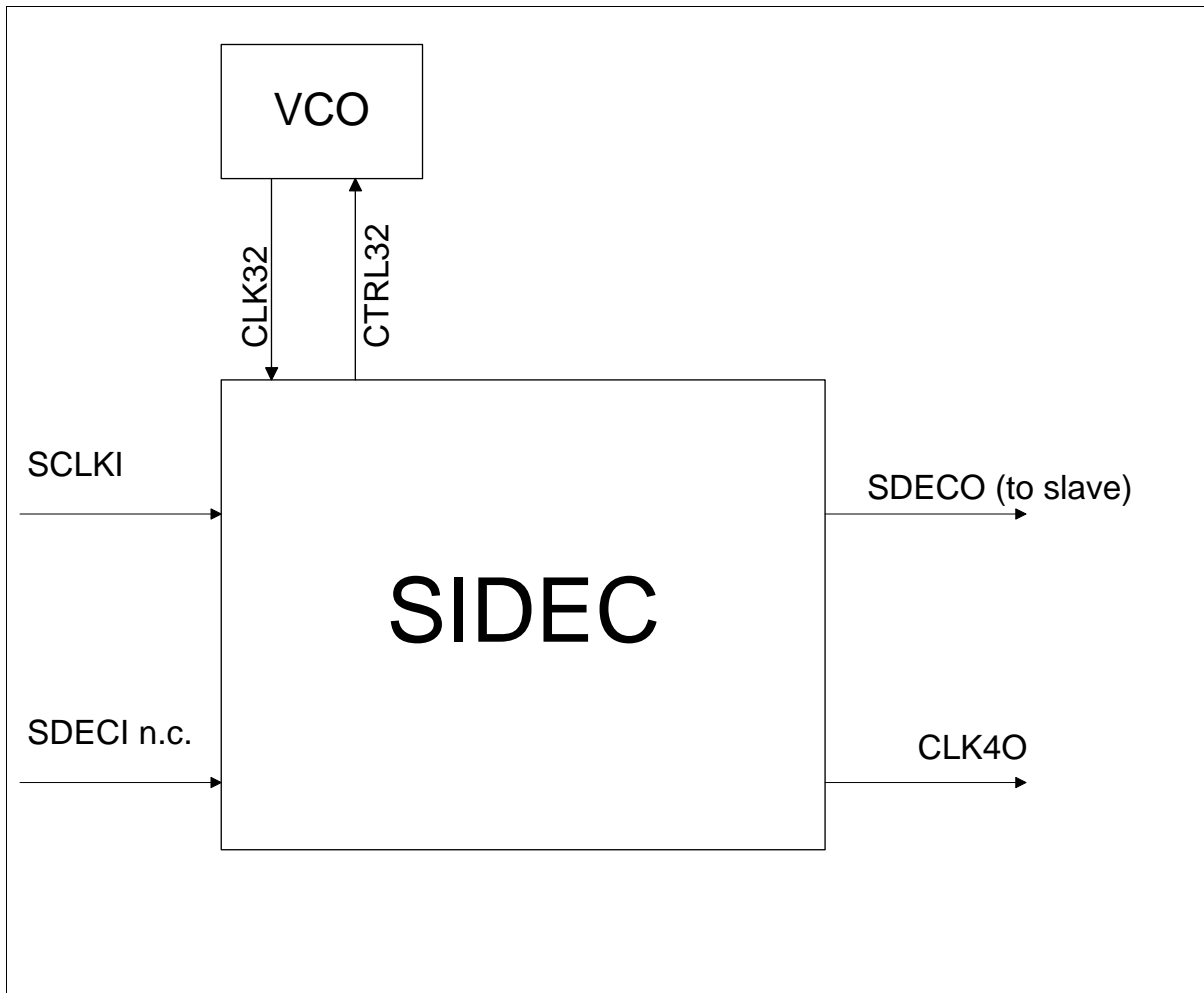 VCO
CLK32
CTRL32
SCLKI
SDECO (to slave)
SIDEC
SDECI n.c.
CLK4O